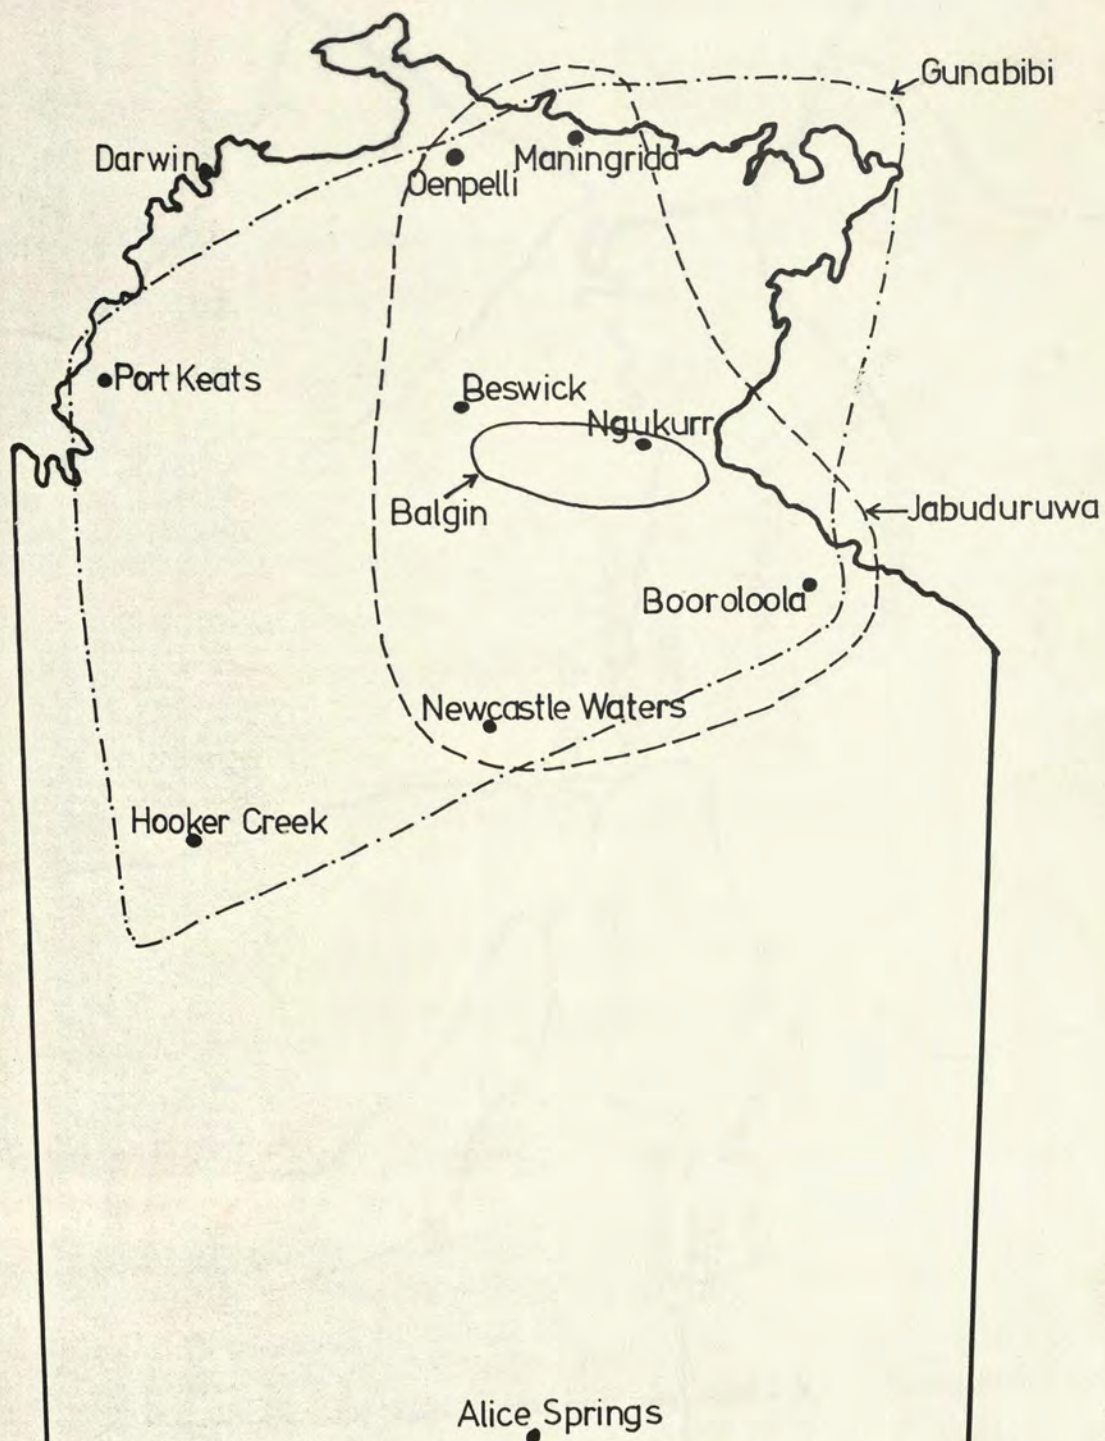 Gunabibi
Darwin
Maningrida
Oenpelli
Port Keats
Beswick
Ngukurr
Balgin
Jabuduruwa
Booroloola
Newcastle Waters
Hooker Creek
Alice Springs